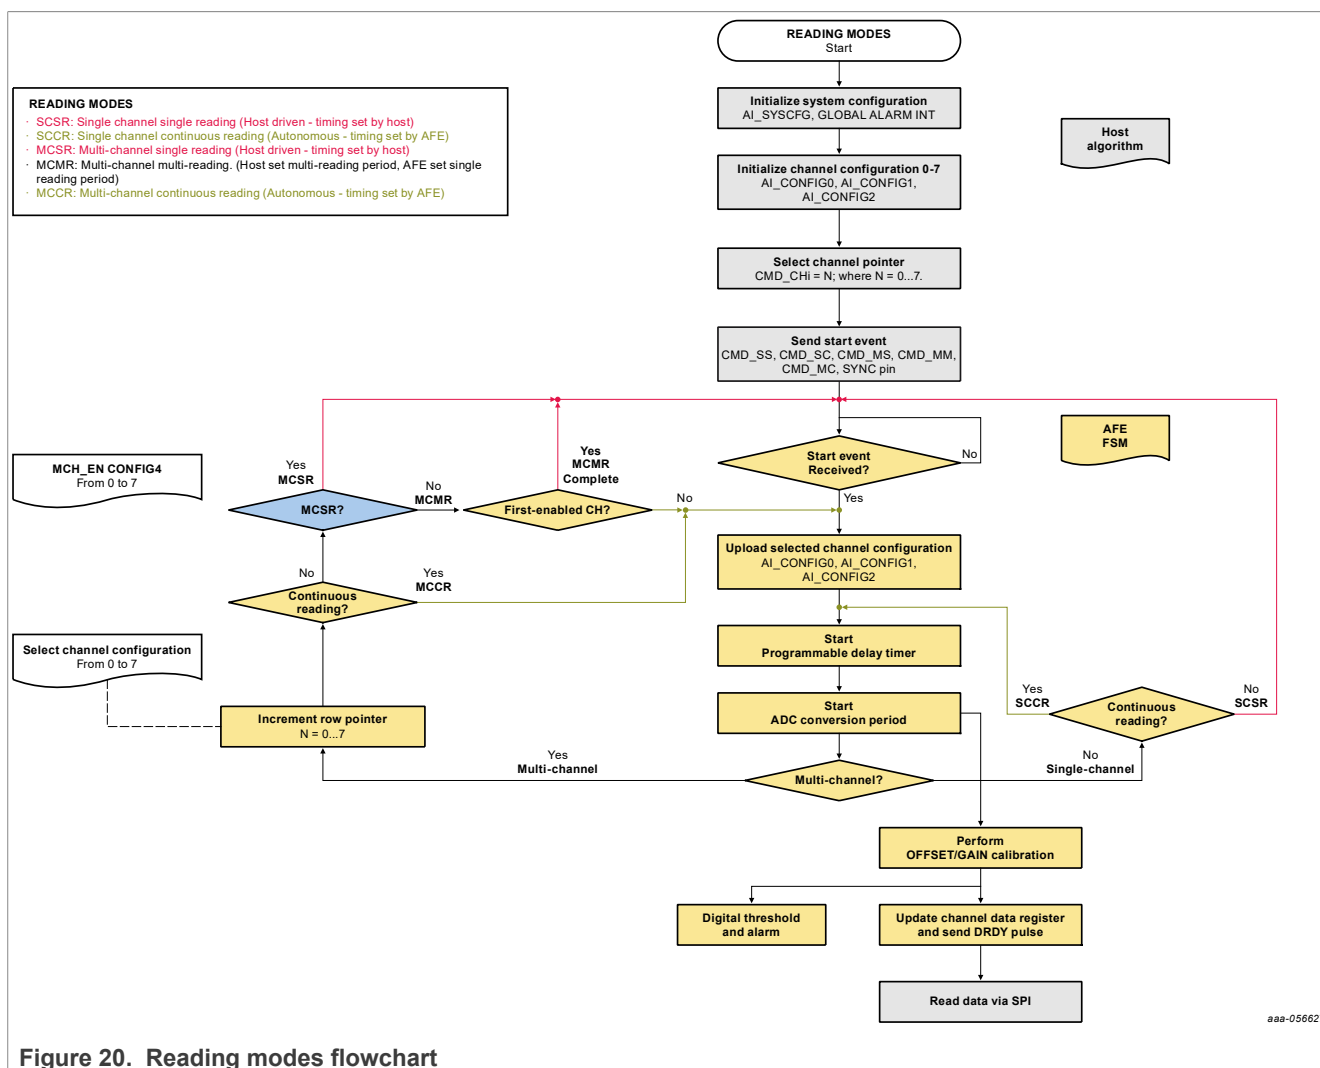 READING MODES
Start
READING MODES
· SCSR: Single channel single reading (Host driven - timing set by host)
· SCCR: Single channel continuous reading (Autonomous - timing set by AFE)
· MCSR: Multi-channel single reading (Host driven - timing set by host)
· MCMR: Multi-channel multi-reading. (Host set multi-reading period, AFE set single
reading period)
· MCCR: Multi-channel continuous reading (Autonomous - timing set by AFE)
Initialize system configuration
AI_SYSCFG, GLOBAL ALARM INT
Host
algorithm
Initialize channel configuration 0-7
AI_CONFIG0, AI_CONFIG1,
AI_CONFIG2
Select channel pointer
CMD_CHi = N; where N = 0...7.
Send start event
CMD_SS, CMD_SC, CMD_MS, CMD_MM,
CMD_MC, SYNC pin
AFE
FSM
MCH_EN CONFIG4
From 0 to 7
Yes
MCSR
MCSR?
No
MCMR
Yes
MCMR
Complete
First-enabled CH?
No
Start event
Received?
No
Yes
Upload selected channel configuration
AI_CONFIG0, AI_CONFIG1,
AI_CONFIG2
No
Continuous
reading?
Yes
MCCR
Select channel configuration
From 0 to 7
Start
Programmable delay timer
Increment row pointer
N = 0...7
Start
ADC conversion period
Yes
SCCR
Continuous
reading?
No
SCSR
Yes
Multi-channel
Multi-channel?
No
Single-channel
Perform
OFFSET/GAIN calibration
Digital threshold
and alarm
Update channel data register
and send DRDY pulse
Read data via SPI
aaa-05662
Figure 20. Reading modes flowchart